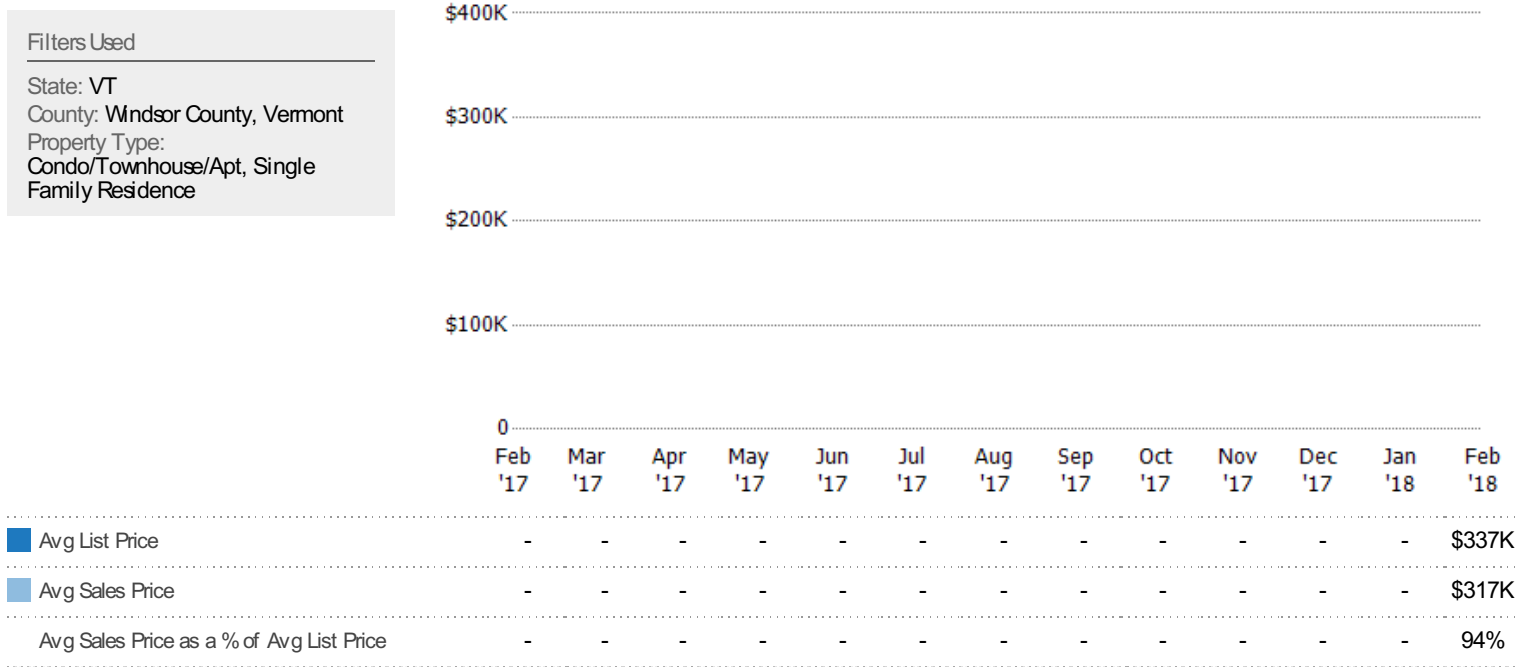 Filters Used
State: VT
County: Windsor County, Vermont
Property Type:
Condo/Townhouse/Apt, Single
Family Residence
$400K
$300K
$200K
$100K
0
Feb Mar Apr May Jun Jul Aug Sep Oct Nov Dec Jan Feb
'17 '17 '17 '17 '17 '17 '17 '17 '17 '17 '17 '18 '18
Avg List Price - - - - - - - - - - - - $337K
Avg Sales Price - - - - - - - - - - - - $317K
Avg Sales Price as a % of Avg List Price - - - - - - - - - - - - 94%